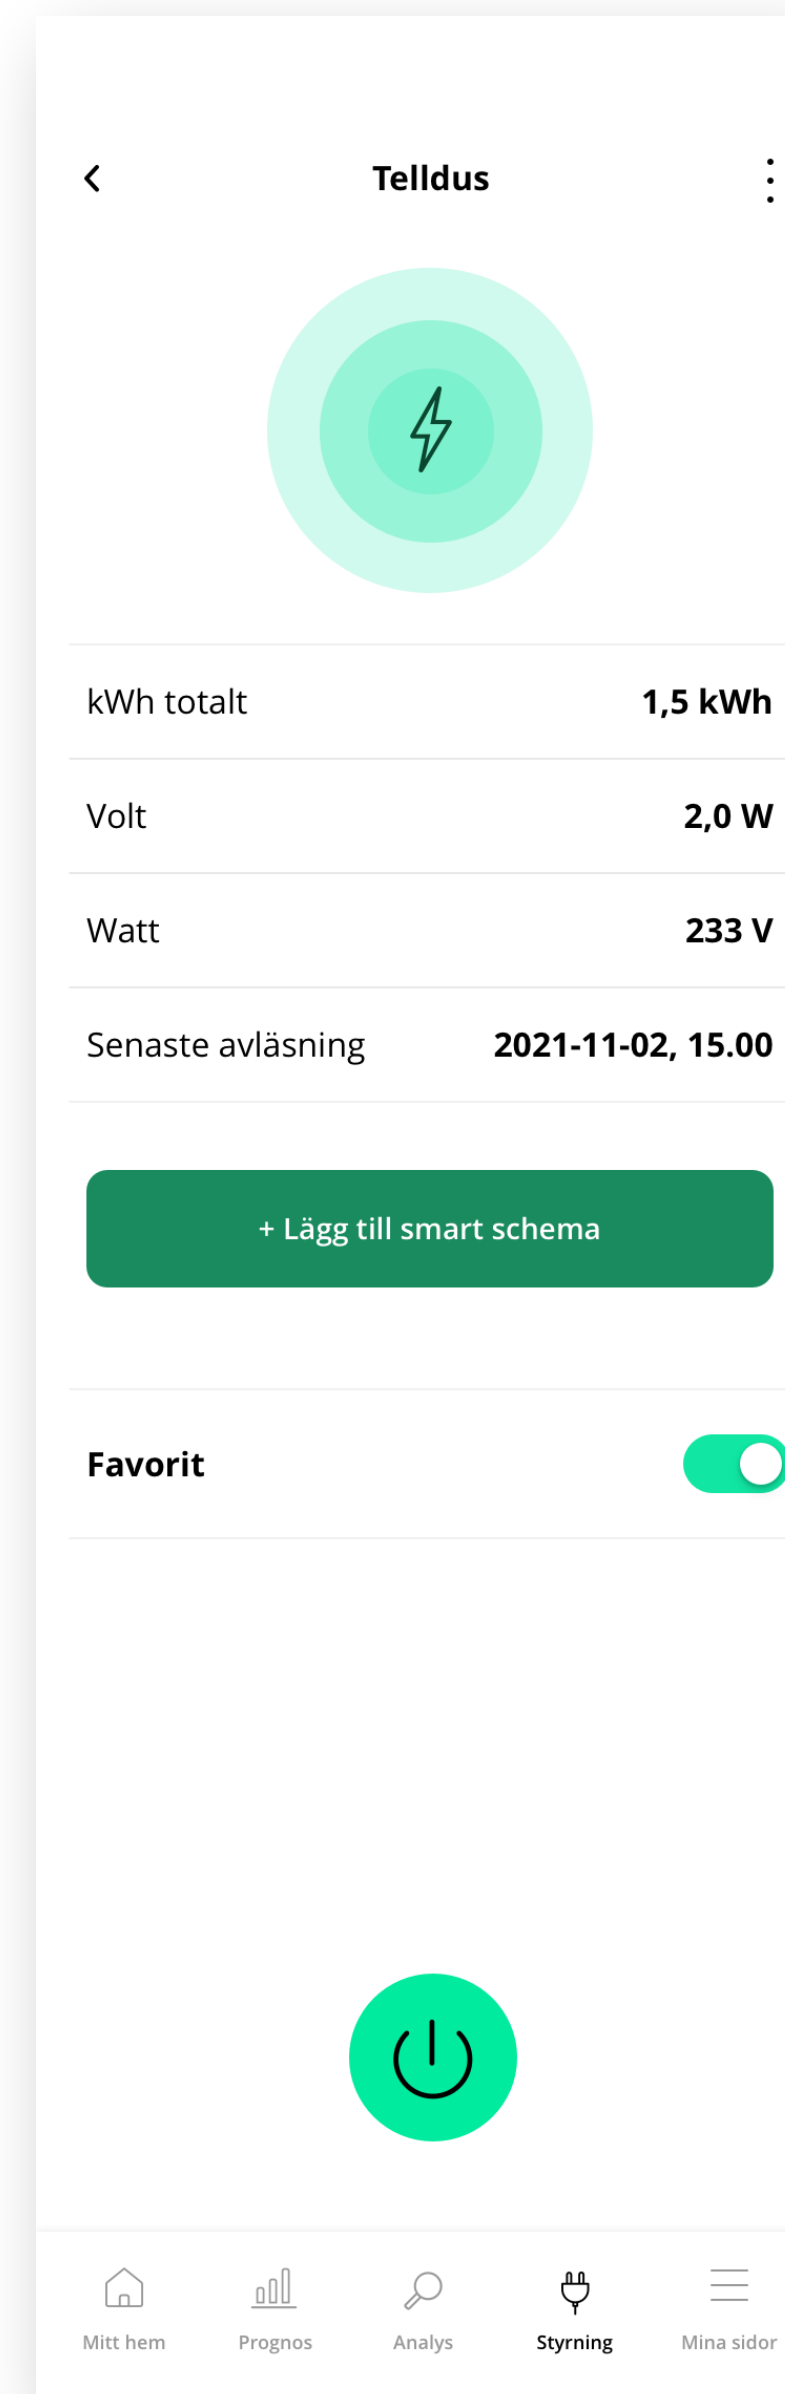 Telldus
kWh totalt 1,5 kWh
Volt 2,0 W
Watt 233 V
Senaste avläsning 2021-11-02, 15.00
+ Lägg till smart schema
Favorit
Mitt hem Prognos Analys Styrning Mina sidor